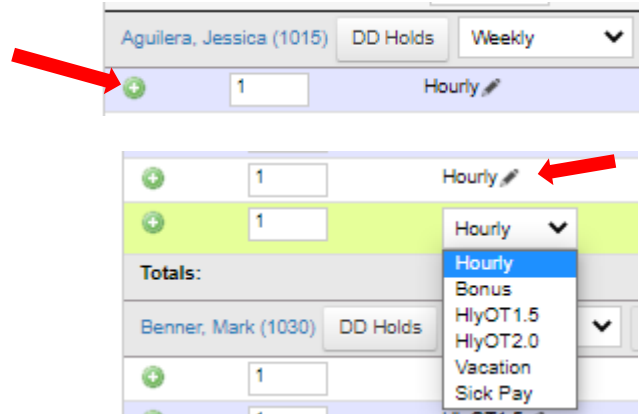 Aguilera, Jessica (1015) DD Holds Weekly
1 Hourly
1 Hourly
1 Hourly
Hourly
Bonus
Totals:
HlyOT1.5
Benner, Mark (1030) DD Holds
HlyOT2.0
Vacation
1
Sick Pay